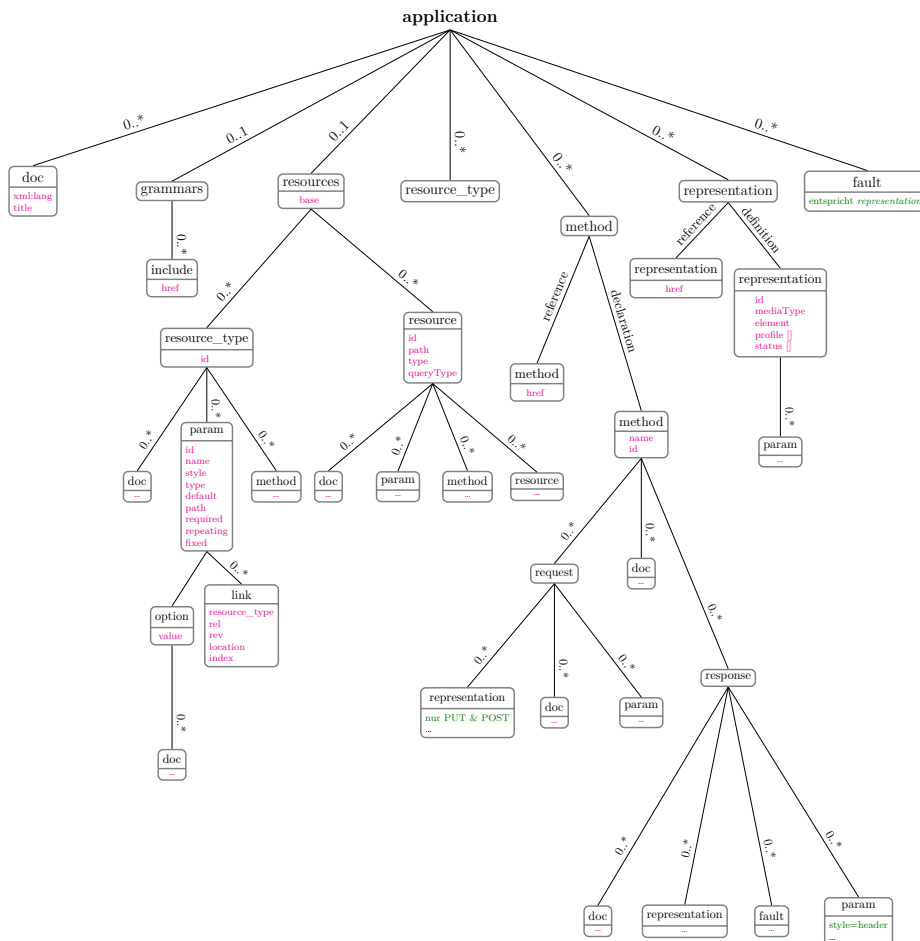 application
0..*
0..1
0..1
0..*
0..*
0..*
0..*
doc
xml:lang
title
grammars
resources
base
resource_type
method
representation
fault
entspricht representation
0..*
include
href
0..*
0..*
reference
declaration
reference
definition
representation
href
representation
id
mediaType
element
profile []
status []
resource_type
id
resource
id
path
type
queryType
method
href
method
name
id
0..*
param
...
0..*
0..*
0..*
doc
...
param
id
name
style
type
default
path
required
repeating
fixed
method
...
0..*
0..*
0..*
0..*
doc
...
param
...
method
...
resource
...
0..*
option
value
link
resource_type
rel
rev
location
index
0..*
doc
...
0..*
0..*
0..*
request
doc
...
response
0..*
0..*
0..*
representation
nur PUT & POST
...
doc
...
param
...
0..*
0..*
0..*
0..*
doc
...
representation
...
fault
...
param
style=header
...